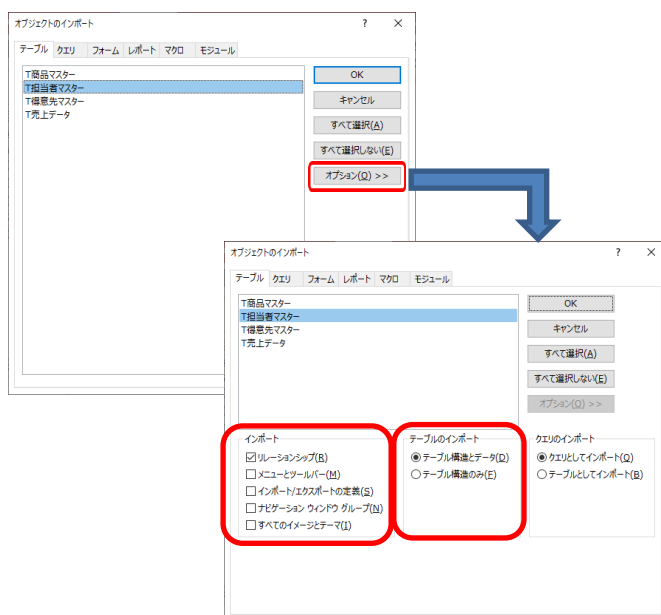 オブジェクトのインポート ? ×
テーブル クエリ フォーム レポート マクロ モジュール
T商品マスター
T担当者マスター
T得意先マスター
T売上データ
OK
キャンセル
すべて選択(A)
すべて選択しない(E)
オプション(O) >>
オブジェクトのインポート ? ×
テーブル クエリ フォーム レポート マクロ モジュール
T商品マスター
T担当者マスター
T得意先マスター
T売上データ
OK
キャンセル
すべて選択(A)
すべて選択しない(E)
オプション(O) >>
インポート
リレーションシップ(R)
メニューとツールバー(M)
インポート/エクスポートの定義(S)
ナビゲーション ウィンドウ グループ(N)
すべてのイメージとテーマ(I)
テーブルのインポート
テーブル構造とデータ(D)
テーブル構造のみ(F)
クエリのインポート
クエリとしてインポート(Q)
テーブルとしてインポート(B)